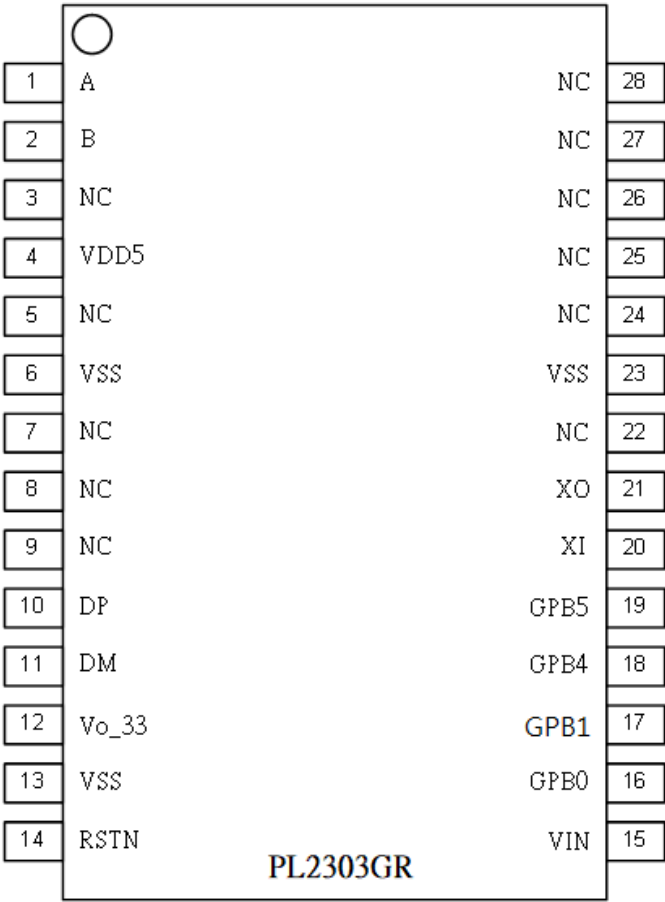 1 A NC 28
2 B NC 27
3 NC NC 26
4 VDD5 NC 25
5 NC NC 24
6 VSS VSS 23
7 NC NC 22
8 NC XO 21
9 NC XI 20
10 DP GPB5 19
11 DM GPB4 18
12 Vo_33 GPB1 17
13 VSS GPB0 16
14 RSTN VIN 15
PL2303GR